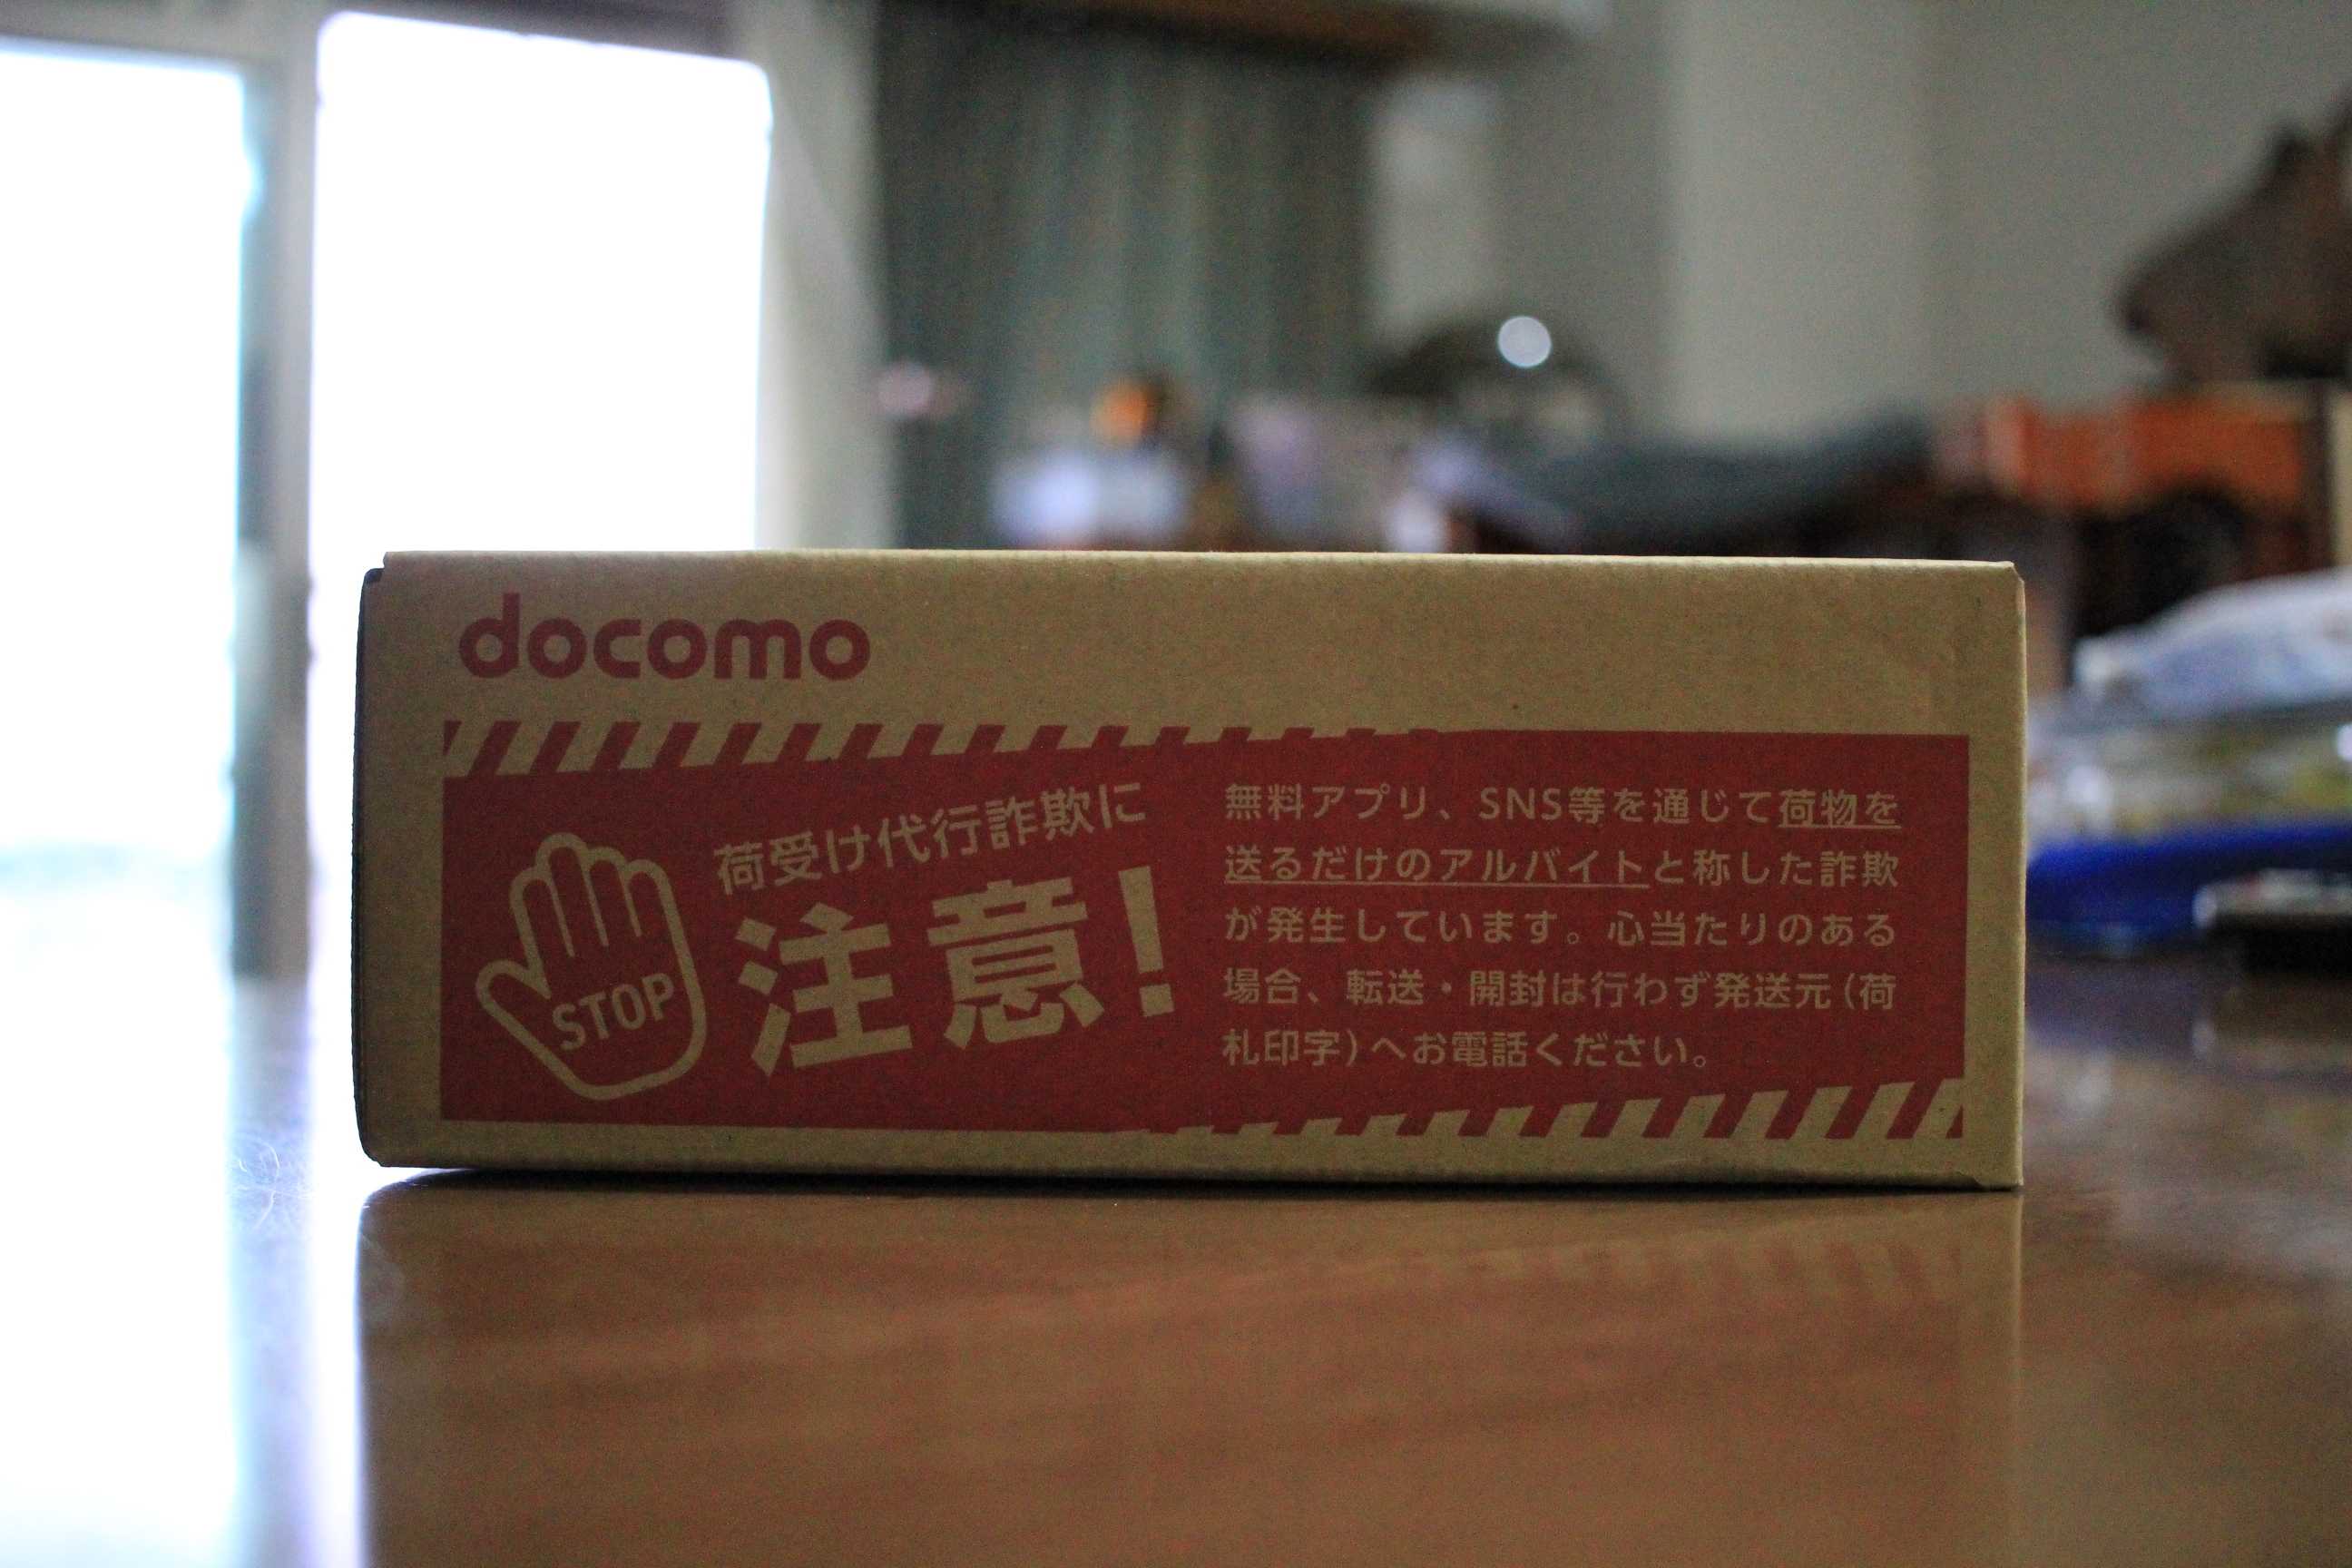 docomo
STOP
荷受け代行詐欺に
注意!
無料アプリ、SNS等を通じて荷物を
送るだけのアルバイトと称した詐欺
が発生しています。心当たりのある
場合、転送・開封は行わず発送元(荷
札印字)へお電話ください。